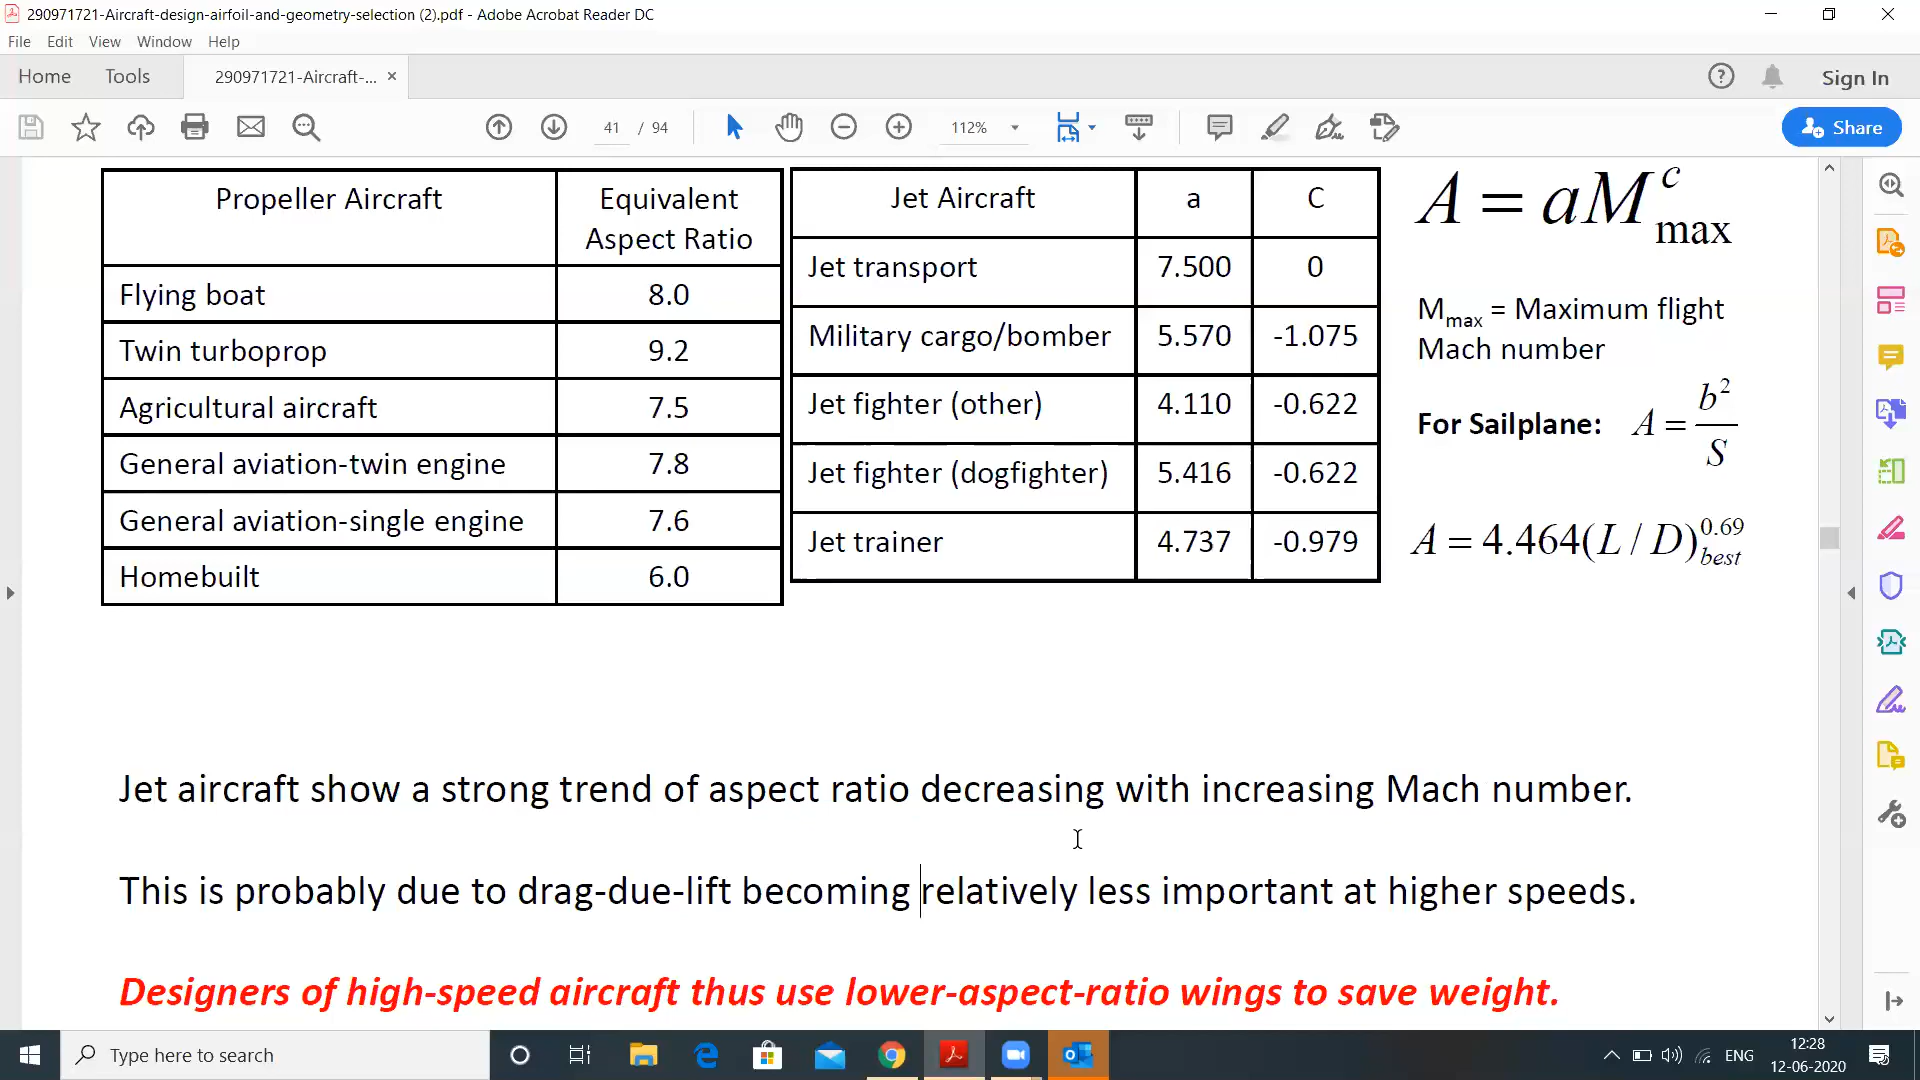 290971721-Aircraft-design-airfoil-and-geometry-selection (2).pdf - Adobe Acrobat Reader DC
File Edit View Window Help
Home Tools 290971721-Aircraft-... × Sign In
41 / 94 112% Share
Propeller Aircraft Equivalent Aspect Ratio
Flying boat 8.0
Twin turboprop 9.2
Agricultural aircraft 7.5
General aviation-twin engine 7.8
General aviation-single engine 7.6
Homebuilt 6.0
Jet Aircraft a C
Jet transport 7.500 0
Military cargo/bomber 5.570 -1.075
Jet fighter (other) 4.110 -0.622
Jet fighter (dogfighter) 5.416 -0.622
Jet trainer 4.737 -0.979
A = aM^c_max
M_max = Maximum flight
Mach number
For Sailplane: A = b²/S
A = 4.464(L / D)^0.69_best
Jet aircraft show a strong trend of aspect ratio decreasing with increasing Mach number.
This is probably due to drag-due-lift becoming relatively less important at higher speeds.
Designers of high-speed aircraft thus use lower-aspect-ratio wings to save weight.
Type here to search
ENG
12:28
12-06-2020